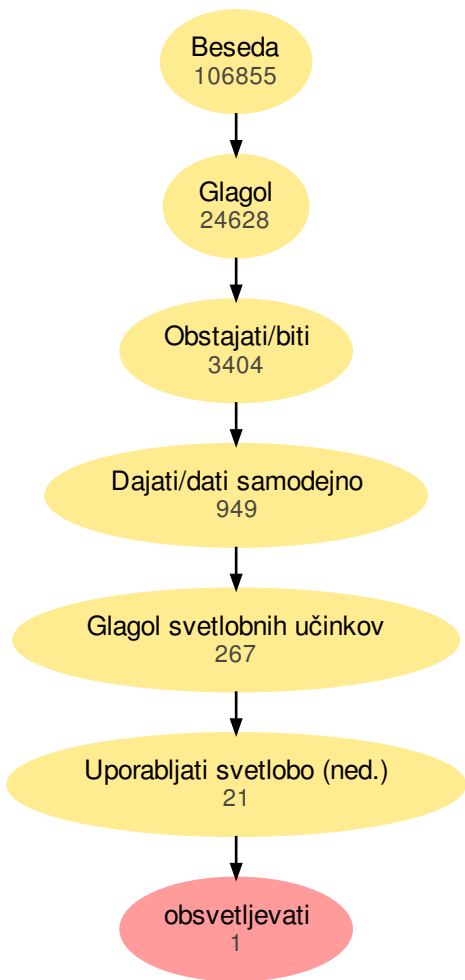 Beseda
106855
Glagol
24628
Obstajati/biti
3404
Dajati/dati samodejno
949
Glagol svetlobnih učinkov
267
Uporabljati svetlobo (ned.)
21
obsvetljevati
1